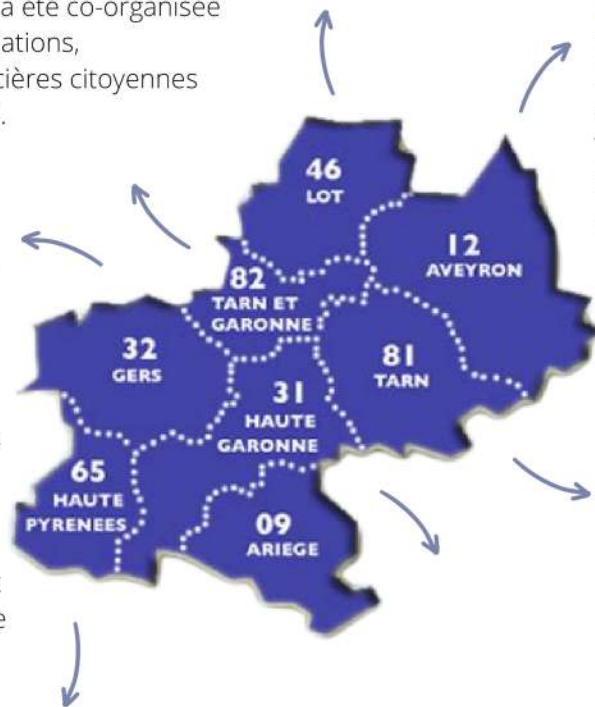 a été co-organisée
ations,
cières citoyennes
46
LOT
12
AVEYRON
82
TARN ET
GARONNE
32
GERS
81
TARN
31
HAUTE
GARONNE
65
HAUTE
PYRENEES
09
ARIEGE
e